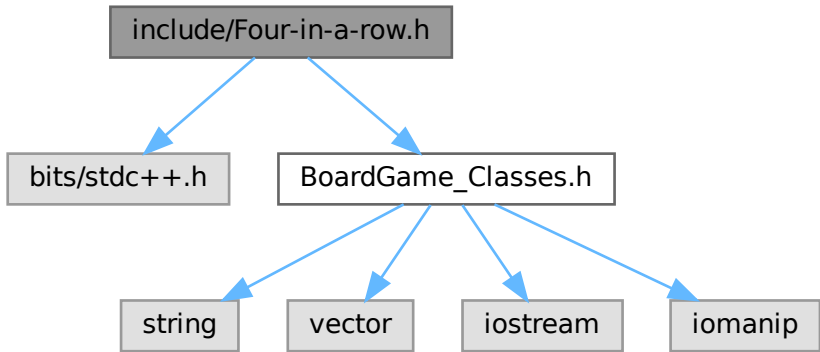 include/Four-in-a-row.h
bits/stdc++.h
BoardGame_Classes.h
string
vector
iostream
iomanip